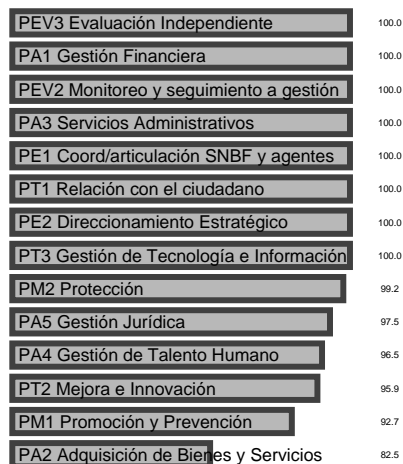 PEV3 Evaluación Independiente 100.0
PA1 Gestión Financiera 100.0
PEV2 Monitoreo y seguimiento a gestión 100.0
PA3 Servicios Administrativos 100.0
PE1 Coord/articulación SNBF y agentes 100.0
PT1 Relación con el ciudadano 100.0
PE2 Direccionamiento Estratégico 100.0
PT3 Gestión de Tecnología e Información 100.0
PM2 Protección 99.2
PA5 Gestión Jurídica 97.5
PA4 Gestión de Talento Humano 96.5
PT2 Mejora e Innovación 95.9
PM1 Promoción y Prevención 92.7
PA2 Adquisición de Bienes y Servicios 82.5